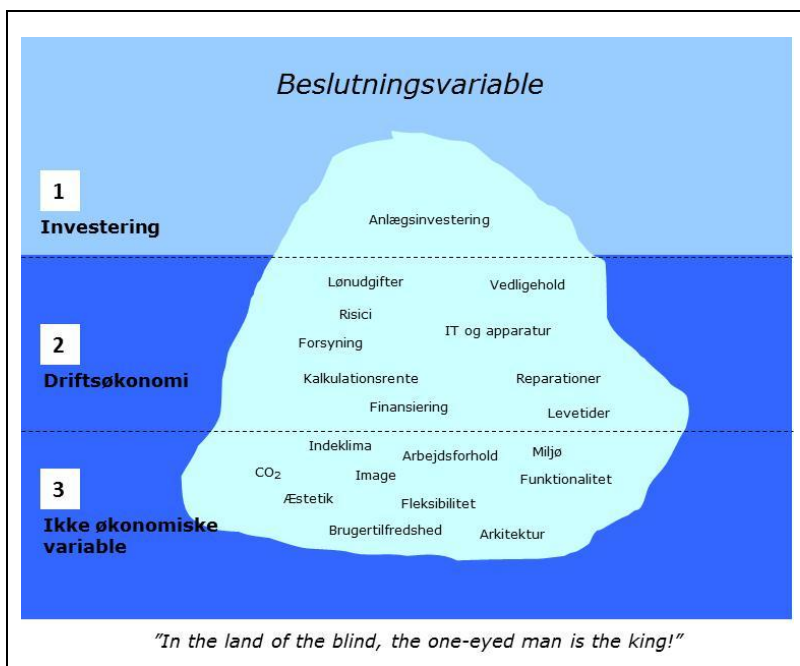 Beslutningsvariable
1
Investering
Anlægsinvestering
2
Driftsøkonomi
Lønudgifter
Vedligehold
Risici
IT og apparatur
Forsyning
Kalkulationsrente
Reparationer
Finansiering
Levetider
3
Ikke økonomiske
variable
Indeklima
Arbejdsforhold
Miljø
CO₂
Image
Funktionalitet
Æstetik
Fleksibilitet
Brugertilfredshed
Arkitektur
”In the land of the blind, the one-eyed man is the king!”